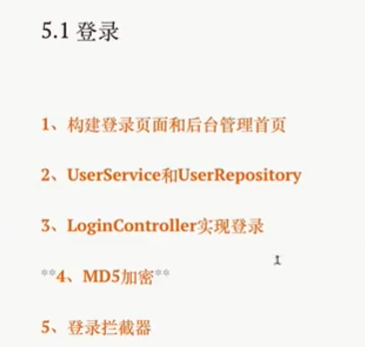 5.1 登录
1、构建登录页面和后台管理首页
2、UserService和UserRepository
3、LoginController实现登录
**4、MD5加密**
5、登录拦截器